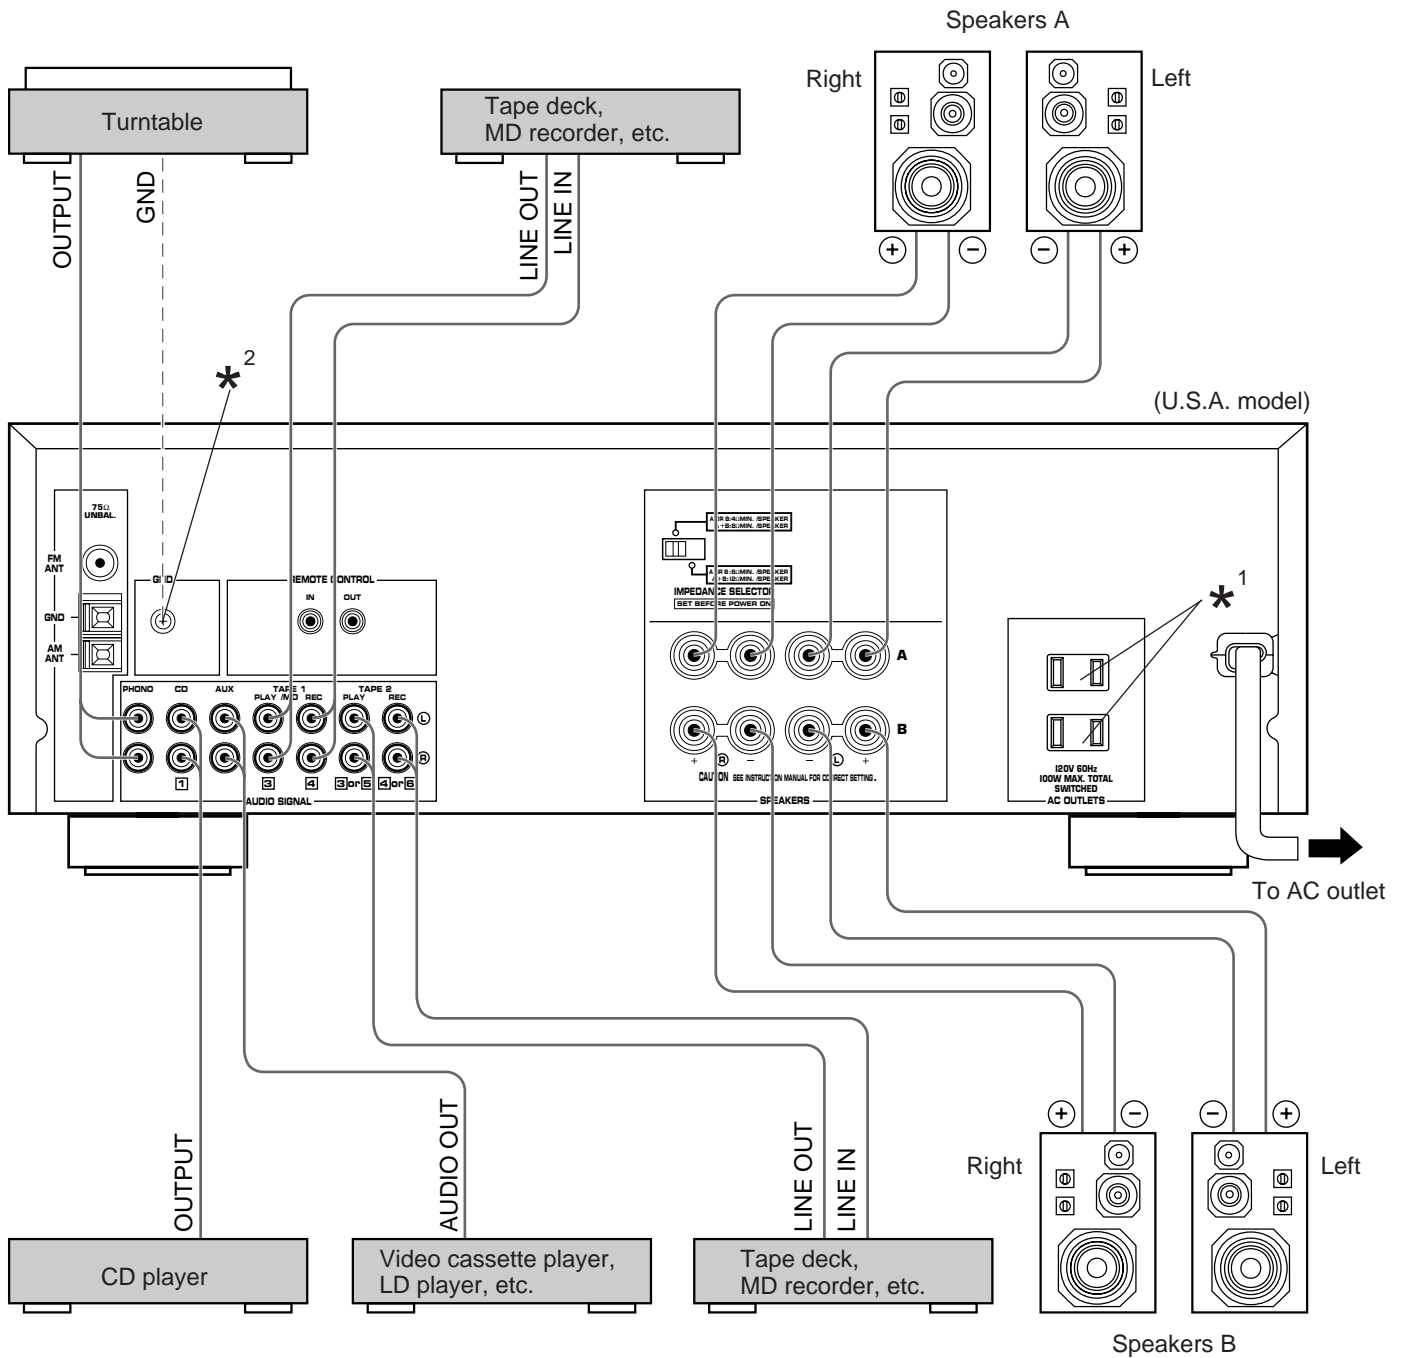 Speakers A
Right
Left
Turntable
Tape deck,
MD recorder, etc.
OUTPUT
GND
LINE OUT
LINE IN
+
−
−
+
*2
(U.S.A. model)
75Ω
UNBAL.
FM
ANT
GND
AM
ANT
GND
REMOTE CONTROL
IN
OUT
IMPEDANCE SELECTOR
SET BEFORE POWER ON
A
B
+ R − − L +
CAUTION SEE INSTRUCTION MANUAL FOR CORRECT SETTING.
SPEAKERS
*1
120V 60Hz
100W MAX. TOTAL
SWITCHED
AC OUTLETS
To AC outlet
PHONO
CD
AUX
TAPE 1
PLAY /MD REC
TAPE 2
PLAY REC
L
R
1
3
4
3 or 5
4 or 6
AUDIO SIGNAL
OUTPUT
AUDIO OUT
LINE OUT
LINE IN
+
−
−
+
Right
Left
CD player
Video cassette player,
LD player, etc.
Tape deck,
MD recorder, etc.
Speakers B